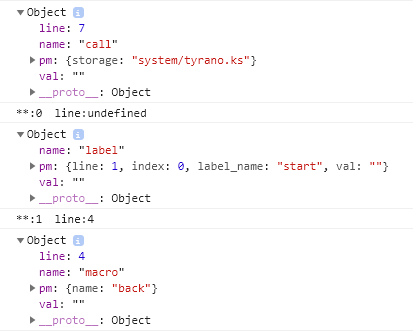 ▼Object i
line: 7
name: "call"
▶pm: {storage: "system/tyrano.ks"}
val: ""
▶__proto__: Object
**:0 line:undefined
▼Object i
name: "label"
▶pm: {line: 1, index: 0, label_name: "start", val: ""}
val: ""
▶__proto__: Object
**:1 line:4
▼Object i
line: 4
name: "macro"
▶pm: {name: "back"}
val: ""
▶__proto__: Object